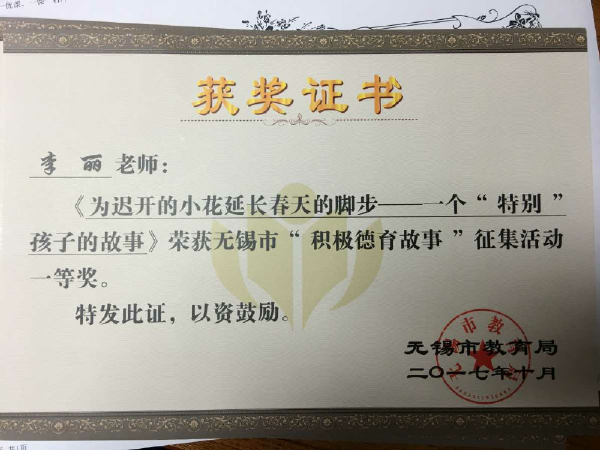 获奖证书
李丽老师：
《为迟开的小花延长春天的脚步——一个“特别”
孩子的故事》荣获无锡市“积极德育故事”征集活动
一等奖。
特发此证，以资鼓励。
无锡市教育局
二〇一七年十月